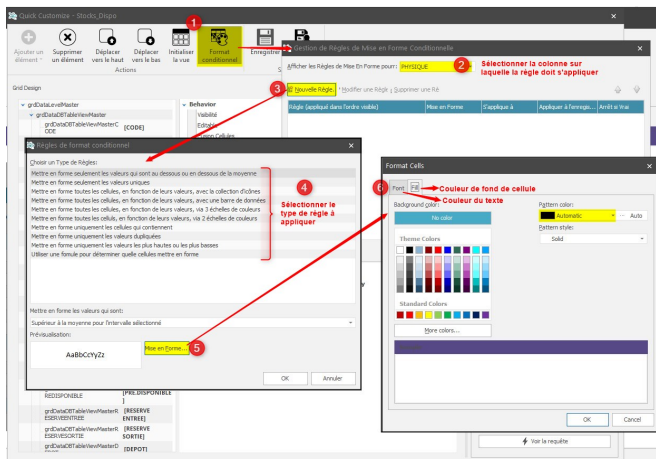 Quick Customize - Stocks_Dispo
1
Ajouter un élément
Supprimer un élément
Déplacer vers le haut
Déplacer vers le bas
Initialiser la vue
Format conditionnel
Enregistrer
Actions
Grid Design
grdDataLevelMaster
grdDataDBTableViewMaster
grdDataDBTableViewMasterC
ODE
[CODE]
Behavior
Visibilité
Editable
Gestion de Règles de Mise en Forme Conditionnelle
Afficher les Règles de Mise En Forme pour:
PHYSIQUE
2
Sélectionner la colonne sur
laquelle la règle doit s'appliquer
3
Nouvelle Règle..
Modifier une Règle
Supprimer une Ré
Règle (appliqué dans l'ordre visible)
Mise en Forme
S'applique à
Appliquer à l'enregis...
Arrêt si Vrai
Règles de format conditionnel
Choisir un Type de Règles:
Mettre en forme seulement les valeurs qui sont au dessous ou en dessous de la moyenne
Mettre en forme seulement les valeurs uniques
Mettre en forme toutes les cellules, en fonction de leurs valeurs, avec la collection d'icônes
Mettre en forme toutes les cellules, en fonction de leurs valeurs, avec une barre de données
Mettre en forme toutes les cellules, en fonction de leurs valeurs, via 3 échelles de couleurs
Mettre en forme toutes les cellules, en fonction de leurs valeurs, via 2 échelles de couleurs
Mettre en forme uniquement les cellules qui contiennent
Mettre en forme uniquement les valeurs dupliquées
Mettre en forme uniquement les valeurs les plus hautes ou les plus basses
Utiliser une fomule pour déterminer quelle cellules mettre en forme
4
Sélectionner le
type de règle à
appliquer
Mettre en forme les valeurs qui sont:
Supérieur à la moyenne pour l'intervalle sélectionné
Prévisualisation:
AaBbCcYyZz
Mise en Forme...
5
OK
Annuler
Format Cells
6
Font
Fill
Couleur de fond de cellule
Couleur du texte
Background color:
No color
Pattern color:
Automatic
... Auto
Pattern style:
Solid
Theme Colors
Standard Colors
More colors...
OK
Cancel
REDISPONIBLE
[PRE.DISPONIBLE
]
grdDataDBTableViewMasterR
ESERVEENTREE
[RESERVE
ENTREE]
grdDataDBTableViewMasterR
ESERVESORTIE
[RESERVE
SORTIE]
grdDataDBTableViewMasterD
[DEPOT]
Voir la requête